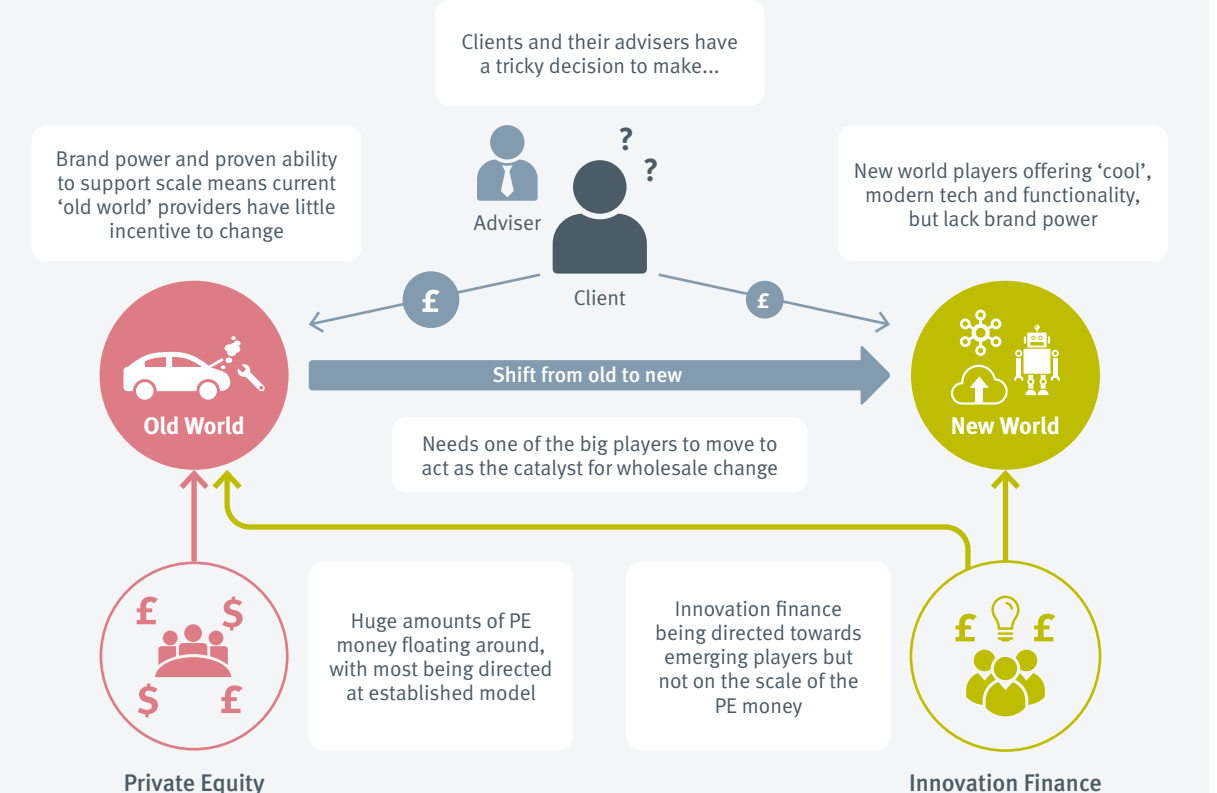 Clients and their advisers have
a tricky decision to make...
Brand power and proven ability
to support scale means current
‘old world’ providers have little
incentive to change
?
?
Adviser
Client
New world players offering ‘cool’,
modern tech and functionality,
but lack brand power
£
£
Shift from old to new
Old World
New World
Needs one of the big players to move to
act as the catalyst for wholesale change
£ $
$ £
Private Equity
Huge amounts of PE
money floating around,
with most being directed
at established model
Innovation finance
being directed towards
emerging players but
not on the scale of the
PE money
£ £
Innovation Finance